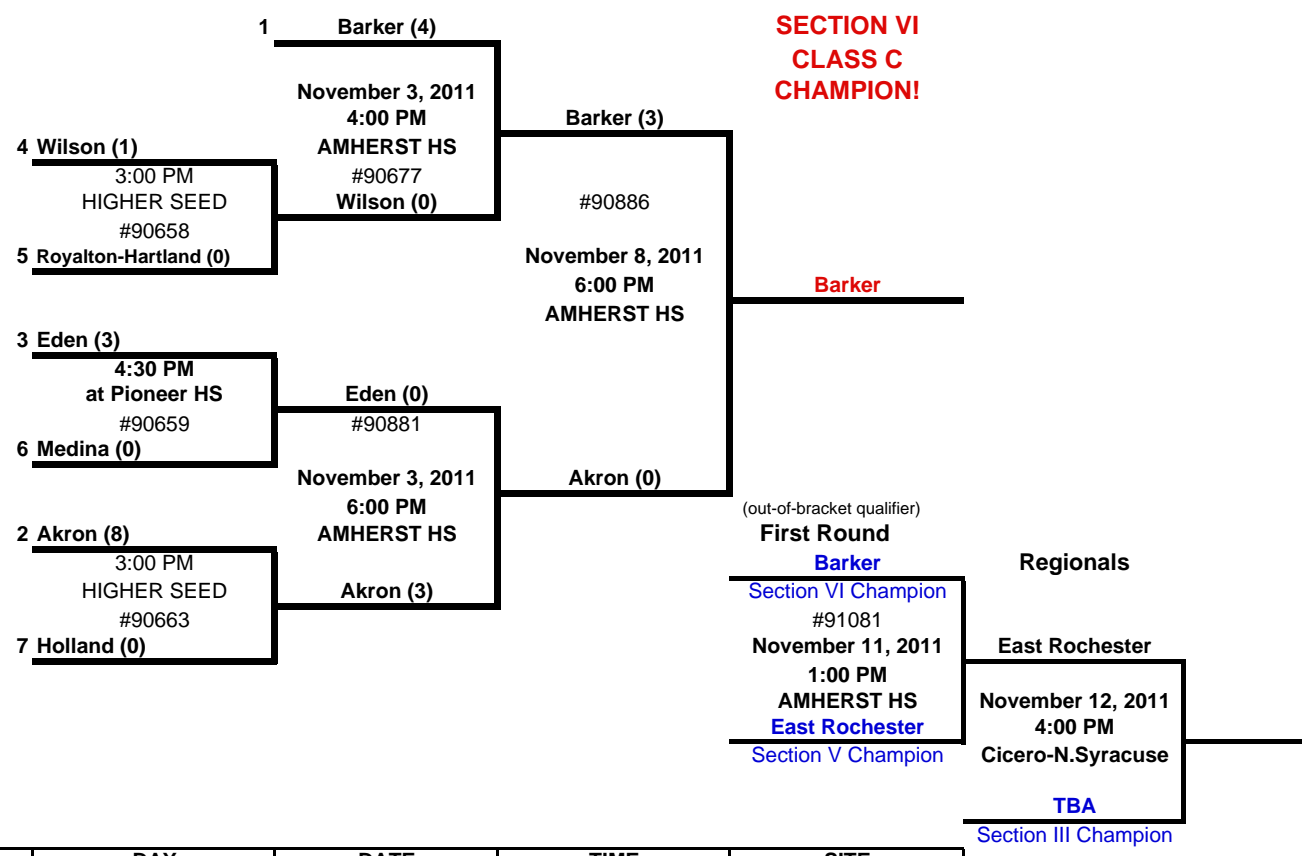 1 Barker (4)
SECTION VI
CLASS C
CHAMPION!
November 3, 2011
4:00 PM
AMHERST HS
#90677
Wilson (0)
4 Wilson (1)
3:00 PM
HIGHER SEED
#90658
5 Royalton-Hartland (0)
Barker (3)
#90886
November 8, 2011
6:00 PM
AMHERST HS
Barker
3 Eden (3)
4:30 PM
at Pioneer HS
#90659
6 Medina (0)
Eden (0)
#90881
November 3, 2011
6:00 PM
AMHERST HS
Akron (3)
Akron (0)
2 Akron (8)
3:00 PM
HIGHER SEED
#90663
7 Holland (0)
(out-of-bracket qualifier)
First Round
Barker
Section VI Champion
#91081
November 11, 2011
1:00 PM
AMHERST HS
East Rochester
Section V Champion
Regionals
East Rochester
November 12, 2011
4:00 PM
Cicero-N.Syracuse
TBA
Section III Champion
DAY DATE TIME SITE